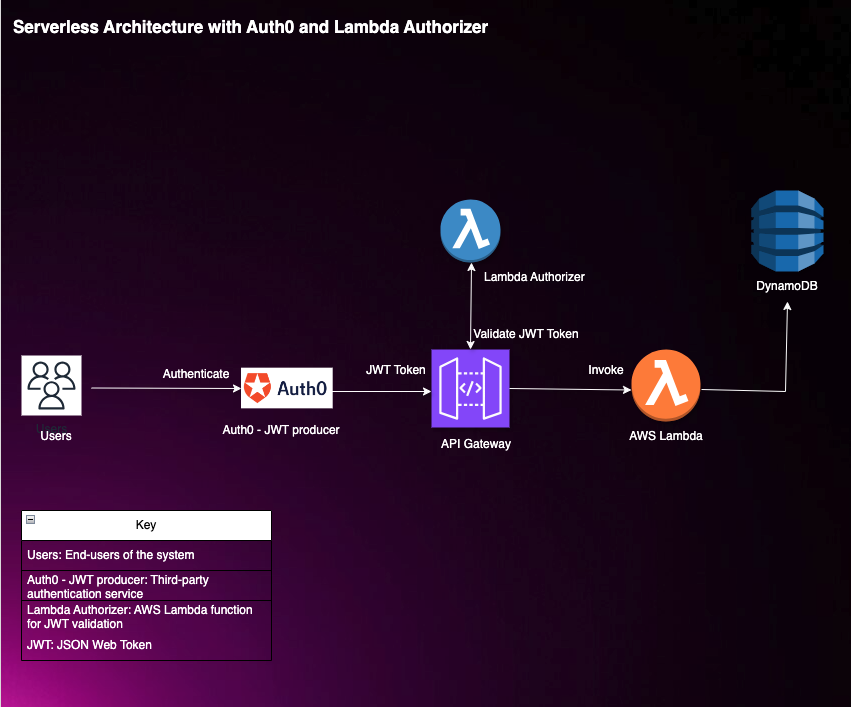 Serverless Architecture with Auth0 and Lambda Authorizer
Lambda Authorizer
DynamoDB
Validate JWT Token
Authenticate
JWT Token
Invoke
Auth0
Users
Users
Auth0 - JWT producer
API Gateway
AWS Lambda
Key
Users: End-users of the system
Auth0 - JWT producer: Third-party
authentication service
Lambda Authorizer: AWS Lambda function
for JWT validation
JWT: JSON Web Token